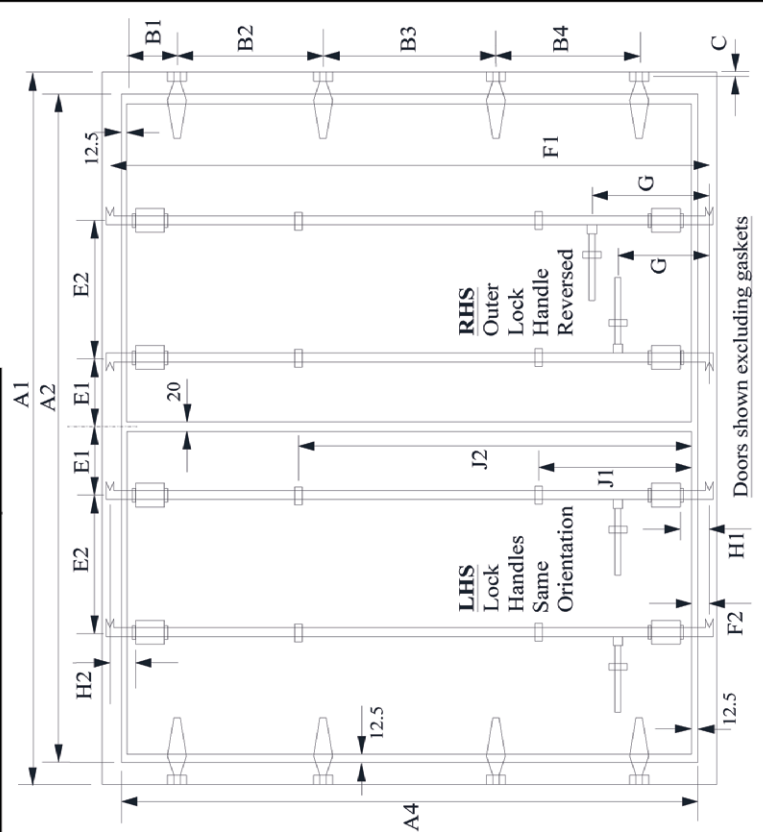 A1
A2
E2
E1
E1
E2
B1
B2
B3
B4
C
12.5
F1
G
G
RHS
Outer
Lock
Handle
Reversed
20
J2
J1
LHS
Lock
Handles
Same
Orientation
H2
12.5
A4
12.5
F2
H1
Doors shown excluding gaskets